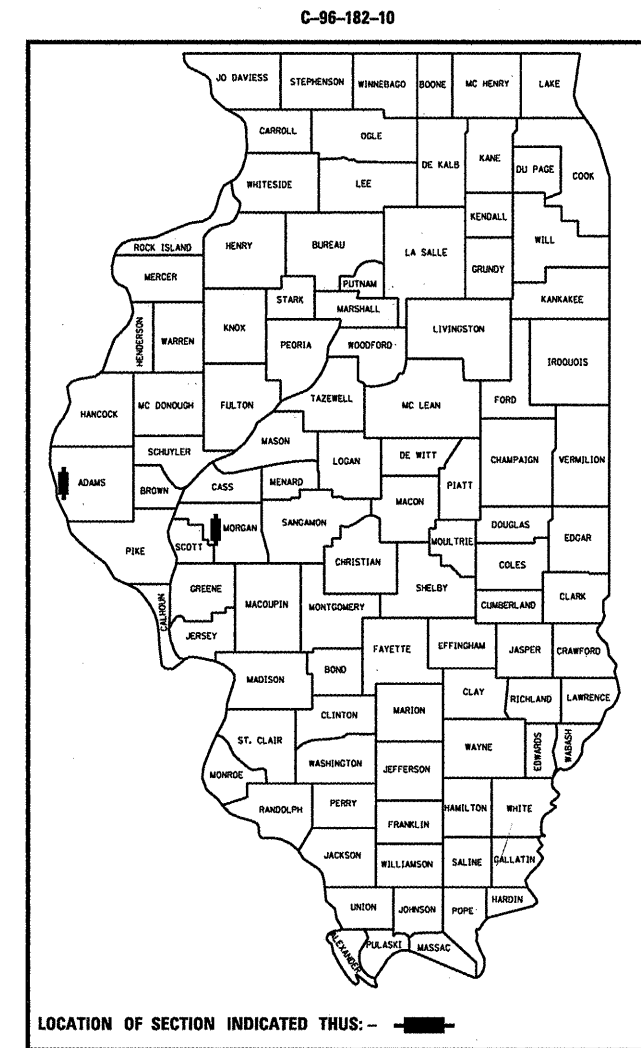 C-96-182-10
JO DAVIESS STEPHENSON WINNEBAGO BOONE MC HENRY LAKE
CARROLL OGLE
DE KALB KANE DU PAGE COOK
WHITESIDE LEE
KENDALL
WILL
ROCK ISLAND HENRY BUREAU LA SALLE
GRUNDY
MERCER PUTNAM
STARK MARSHALL KANKAKEE
HENDERSON WARREN KNOX PEORIA WOODFORD LIVINGSTON
IROQUOIS
HANCOCK MC DONOUGH FULTON TAZEWELL MC LEAN FORD
MASON
SCHUYLER LOGAN DE WITT CHAMPAIGN VERMILION
ADAMS BROWN CASS MENARD PIATT
MACON
MORGAN SANGAMON DOUGLAS
PIKE SCOTT CHRISTIAN MOULTRIE EDGAR
COLES
GREENE MACOUPIN MONTGOMERY SHELBY CLARK
CALHOUN CUMBERLAND
JERSEY
FAYETTE EFFINGHAM JASPER CRAWFORD
MADISON BOND
CLAY RICHLAND LAWRENCE
CLINTON MARION
ST. CLAIR WAYNE EDWARDS WABASH
WASHINGTON JEFFERSON
MONROE
RANDOLPH PERRY HAMILTON WHITE
FRANKLIN
JACKSON WILLIAMSON SALINE GALLATIN
UNION JOHNSON POPE HARDIN
ALEXANDER PULASKI MASSAC
LOCATION OF SECTION INDICATED THUS: -